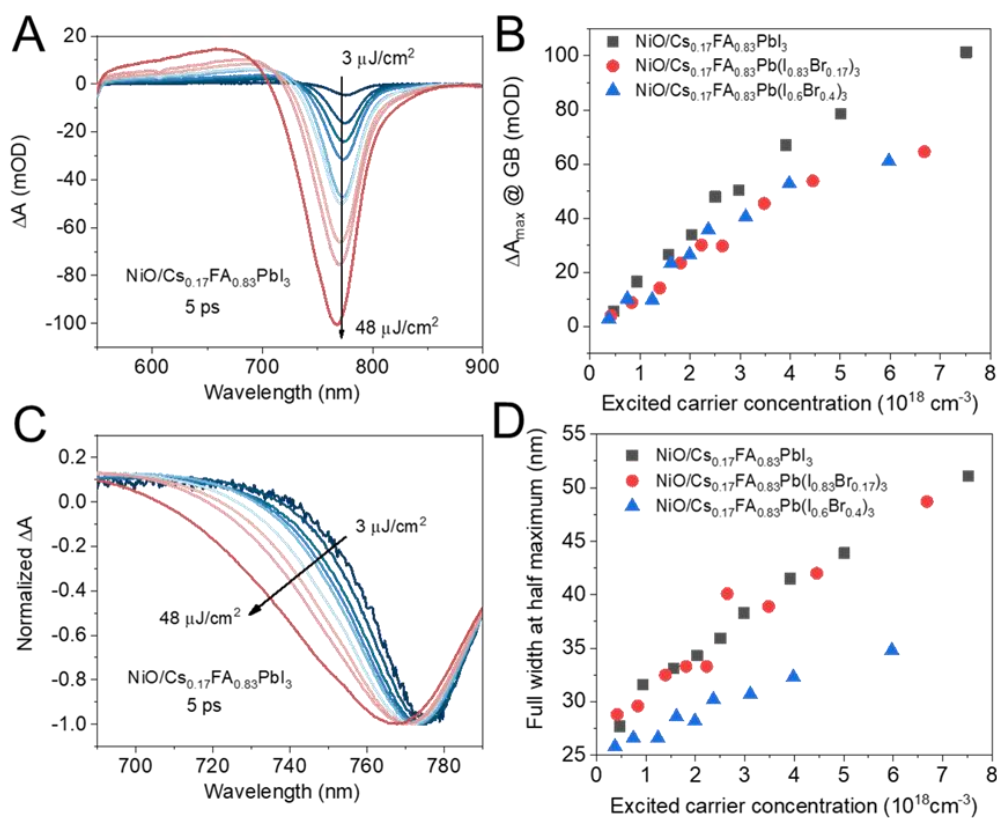 A
20
0
-20
-40
-60
-80
-100
ΔA (mOD)
3 μJ/cm²
48 μJ/cm²
NiO/Cs₀.₁₇FA₀.₈₃PbI₃
5 ps
600 700 800 900
Wavelength (nm)
B
100
80
60
40
20
0
ΔAₘₐₓ @ GB (mOD)
NiO/Cs₀.₁₇FA₀.₈₃PbI₃
NiO/Cs₀.₁₇FA₀.₈₃Pb(I₀.₈₃Br₀.₁₇)₃
NiO/Cs₀.₁₇FA₀.₈₃Pb(I₀.₆Br₀.₄)₃
0 1 2 3 4 5 6 7 8
Excited carrier concentration (10¹⁸ cm⁻³)
C
0.2
0.0
-0.2
-0.4
-0.6
-0.8
-1.0
Normalized ΔA
3 μJ/cm²
48 μJ/cm²
NiO/Cs₀.₁₇FA₀.₈₃PbI₃
5 ps
700 720 740 760 780
Wavelength (nm)
D
55
50
45
40
35
30
25
Full width at half maximum (nm)
NiO/Cs₀.₁₇FA₀.₈₃PbI₃
NiO/Cs₀.₁₇FA₀.₈₃Pb(I₀.₈₃Br₀.₁₇)₃
NiO/Cs₀.₁₇FA₀.₈₃Pb(I₀.₆Br₀.₄)₃
0 1 2 3 4 5 6 7 8
Excited carrier concentration (10¹⁸cm⁻³)